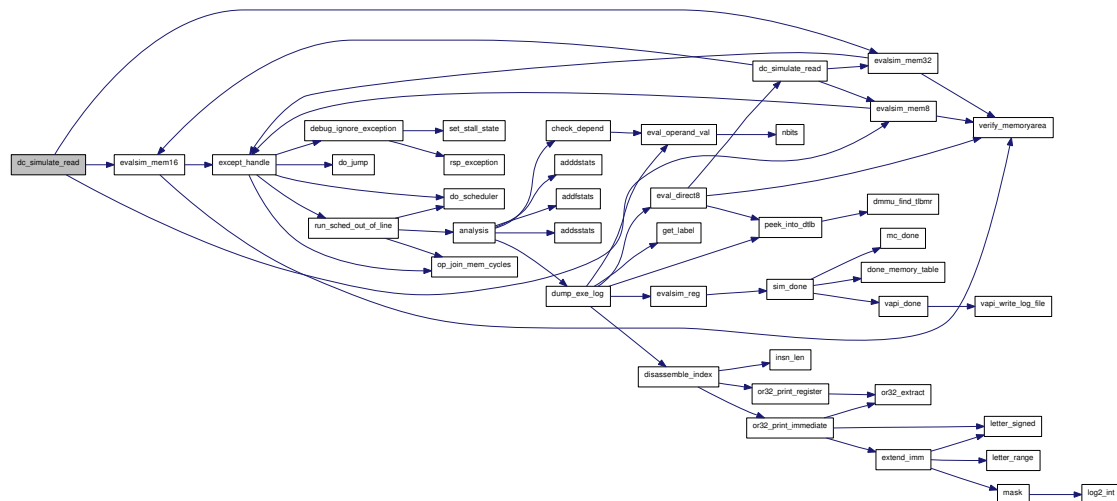 dc_simulate_read
evalsim_mem16
except_handle
debug_ignore_exception
do_jump
run_sched_out_of_line
set_stall_state
rsp_exception
do_scheduler
analysis
op_join_mem_cycles
check_depend
adddstats
addfstats
addsstats
dump_exe_log
eval_operand_val
nbits
eval_direct8
get_label
evalsim_reg
disassemble_index
dc_simulate_read
peek_into_dtlb
sim_done
insn_len
or32_print_register
or32_print_immediate
evalsim_mem32
evalsim_mem8
verify_memoryarea
dmmu_find_tlbmr
mc_done
done_memory_table
vapi_done
vapi_write_log_file
or32_extract
extend_imm
letter_signed
letter_range
mask
log2_int